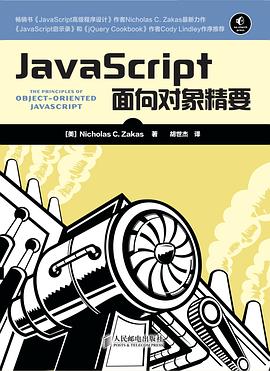 畅销书《JavaScript高级程序设计》作者Nicholas C. Zakas最新力作
《JavaScript启示录》和《jQuery Cookbook》作者Cody Lindley作序推荐
JavaScript
THE PRINCIPLES OF
OBJECT-ORIENTED
JAVASCRIPT
面向对象精要
[美] Nicholas C. Zakas 著 胡世杰 译
人民邮电出版社
POSTS & TELECOM PRESS